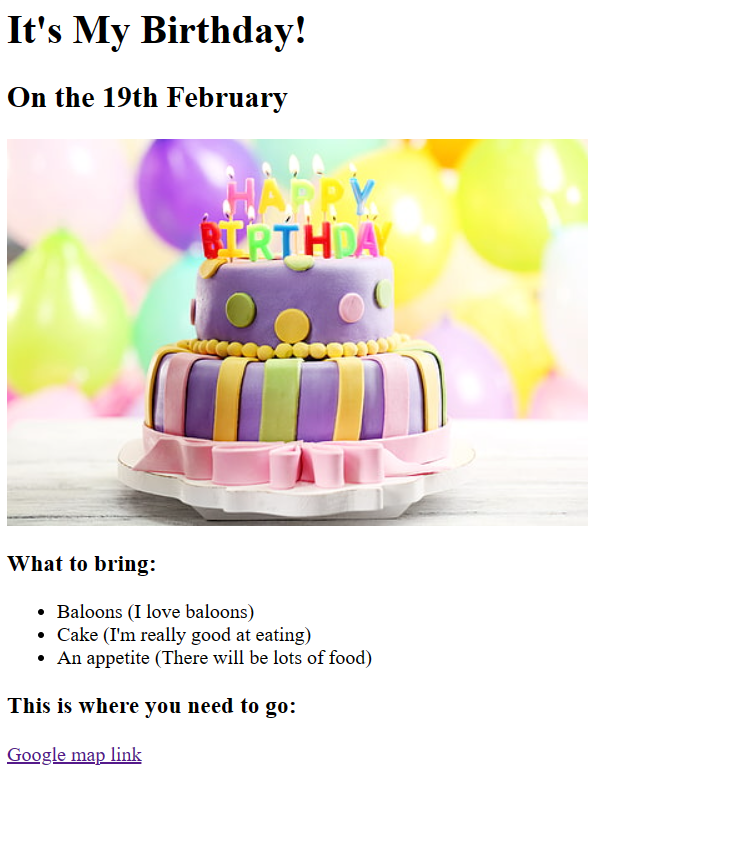 It's My Birthday!
On the 19th February
HAPPY
BIRTHDAY
What to bring:
Baloons (I love baloons)
Cake (I'm really good at eating)
An appetite (There will be lots of food)
This is where you need to go:
Google map link